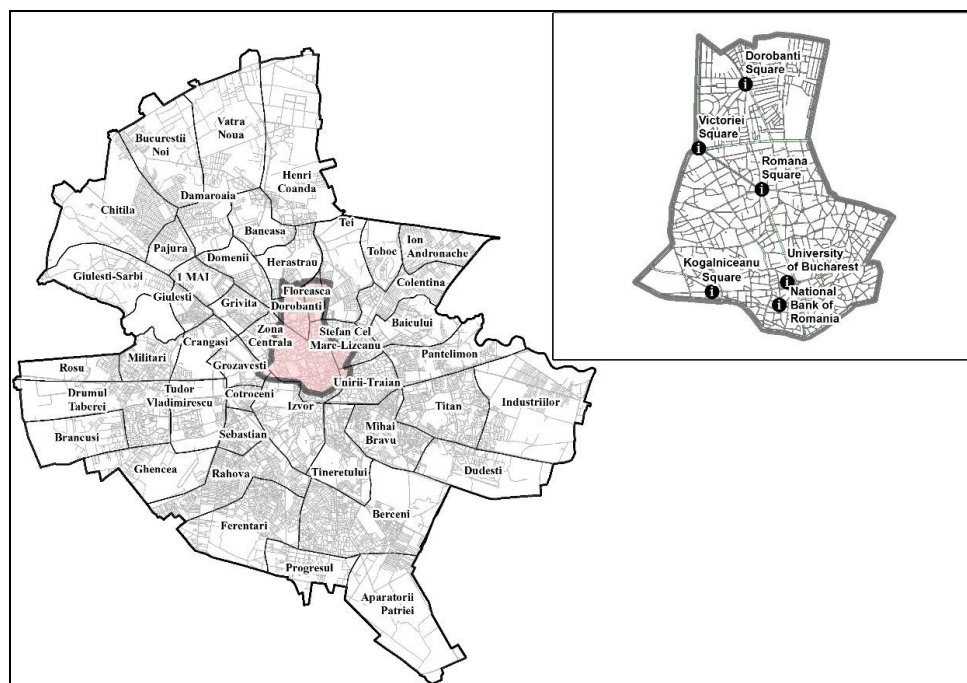 Bucurestii
Noi
Vatra
Noua
Henri
Coanda
Chitila
Damaroaia
Baneasa
Tei
Pajura
Domenii
Herastrau
Toboc
Ion
Andronache
Giulesti-Sarbi
1 MAI
Colentina
Giulesti
Grivita
Floreasca
Dorobanti
Baicului
Crangasi
Zona
Centrala
Stefan Cel
Mare-Lizeanu
Militari
Pantelimon
Rosu
Grozavesti
Unirii-Traian
Drumul
Taberei
Tudor
Vladimirescu
Cotroceni
Izvor
Titan
Industriilor
Brancusi
Sebastian
Mihai
Bravu
Ghencea
Rahova
Tineretului
Dudesti
Ferentari
Berceni
Progresul
Aparatorii
Patriei
Dorobanti
Square
Victoriei
Square
Romana
Square
Kogalniceanu
Square
University
of Bucharest
National
Bank of
Romania